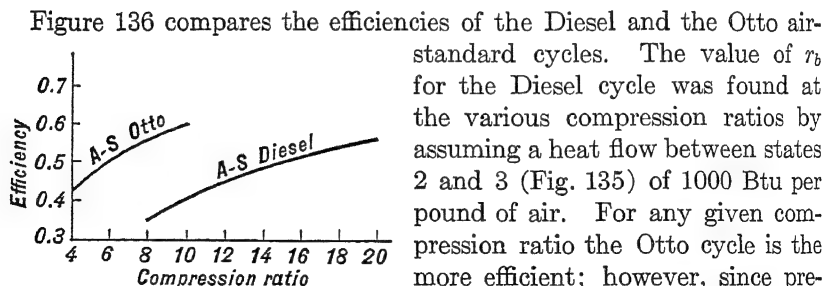 Figure 136 compares the efficiencies of the Diesel and the Otto air-
standard cycles. The value of r_b
for the Diesel cycle was found at
the various compression ratios by
assuming a heat flow between states
2 and 3 (Fig. 135) of 1000 Btu per
pound of air. For any given com-
pression ratio the Otto cycle is the
more efficient; however, since pre-
0.7
0.6
0.5
0.4
0.3
Efficiency
A-S Otto
A-S Diesel
4 6 8 10 12 14 16 18 20
Compression ratio